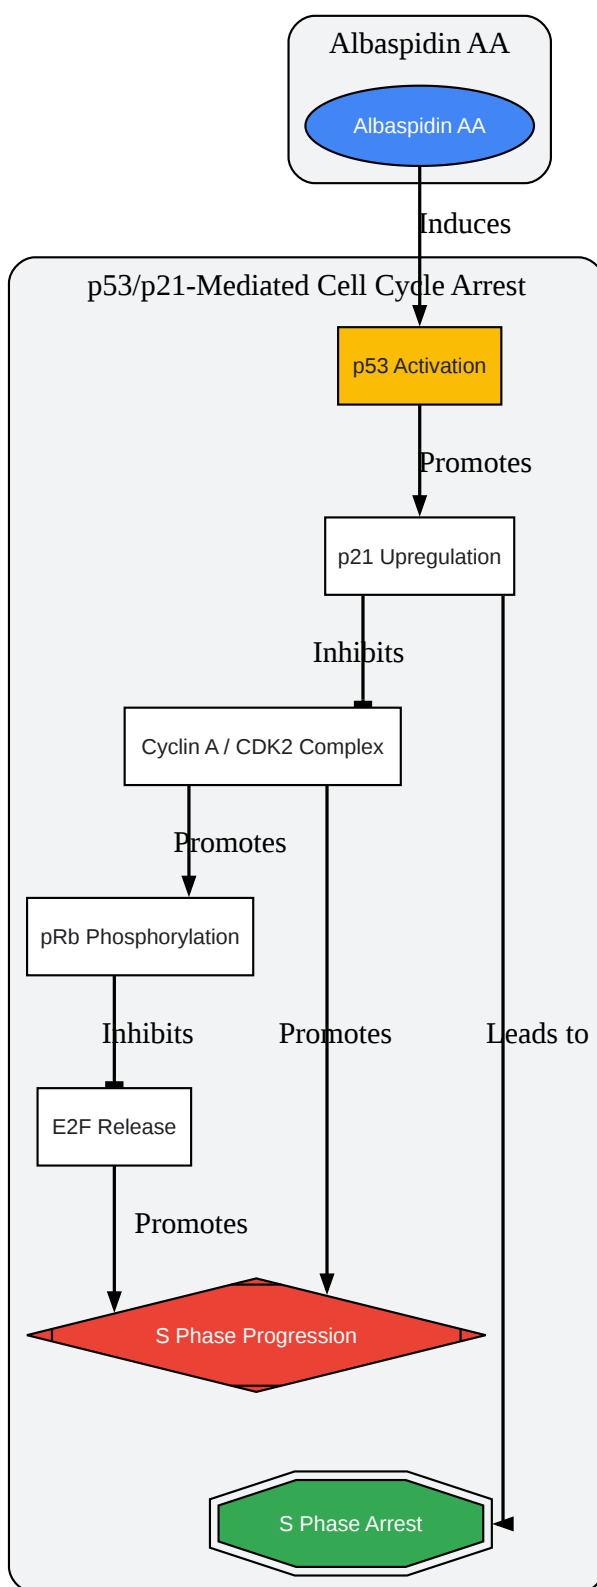 Albaspidin AA
Albaspidin AA
Induces
p53/p21-Mediated Cell Cycle Arrest
p53 Activation
Promotes
p21 Upregulation
Inhibits
Cyclin A / CDK2 Complex
Promotes
pRb Phosphorylation
Inhibits
Promotes
Leads to
E2F Release
Promotes
S Phase Progression
S Phase Arrest